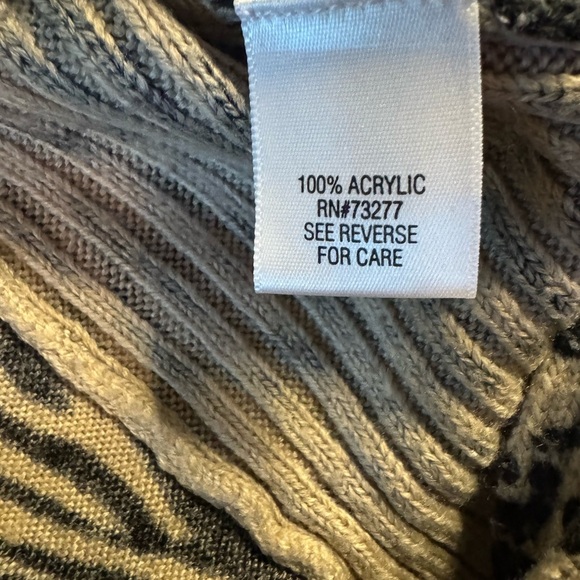 100% ACRYLIC
RN#73277
SEE REVERSE
FOR CARE